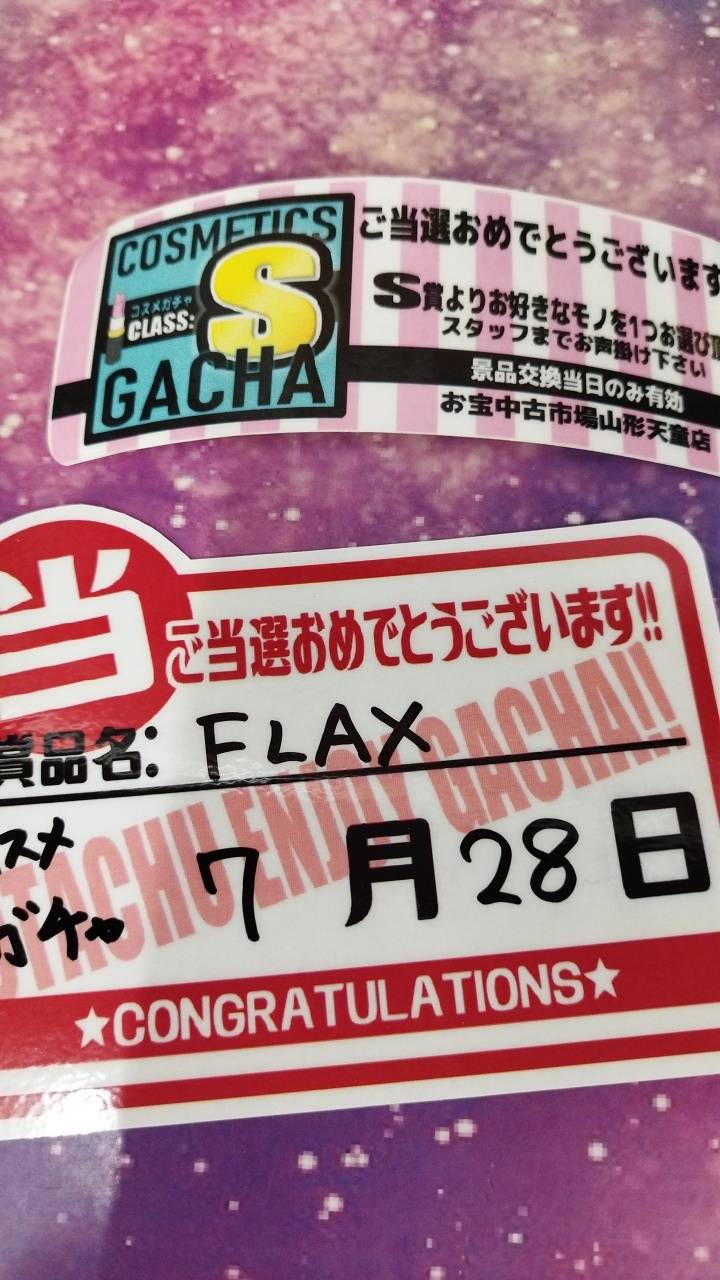 COSMETICS
コスメガチャ
CLASS: S
GACHA
ご当選おめでとうございます
S賞よりお好きなモノを1つお選び頂
スタッフまでお声掛け下さい
景品交換当日のみ有効
お宝中古市場山形天童店
当
ご当選おめでとうございます!!
賞品名: FLAX
コスメ
ガチャ
7月28日
OTACHU ENJOY GACHA!!
★CONGRATULATIONS★